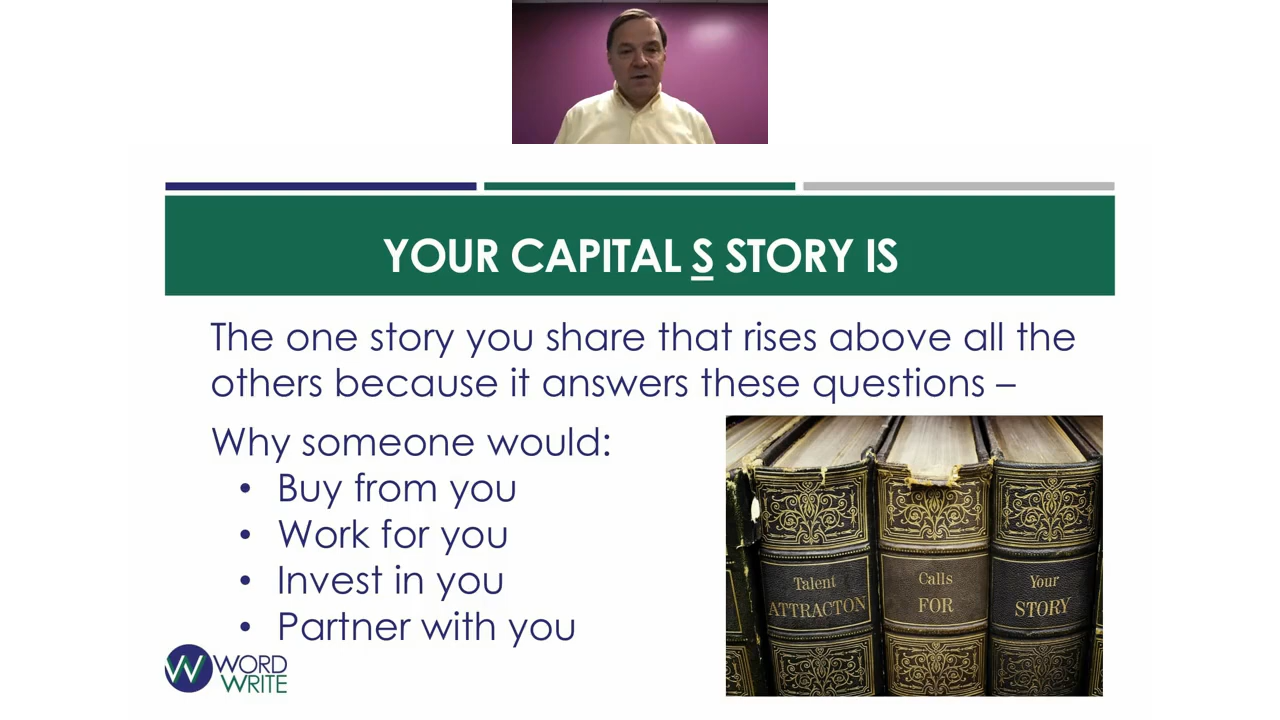 YOUR CAPITAL S STORY IS
The one story you share that rises above all the
others because it answers these questions –
Why someone would:
• Buy from you
• Work for you
• Invest in you
• Partner with you
Talent
ATTRACTON
Calls
FOR
Your
STORY
W WORD
WRITE